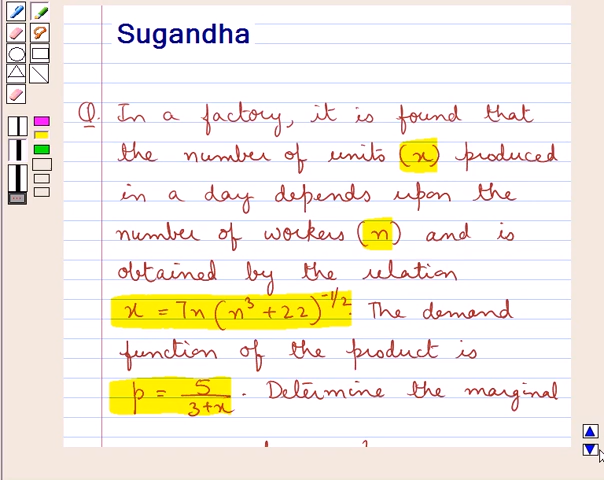 Sugandha
Q. In a factory, it is found that
the number of units (x) produced
in a day depends upon the
number of workers (n) and is
obtained by the relation
x = 7n (n³ + 22)^-1/2. The demand
function of the product is
p = 5/(3+x). Determine the marginal